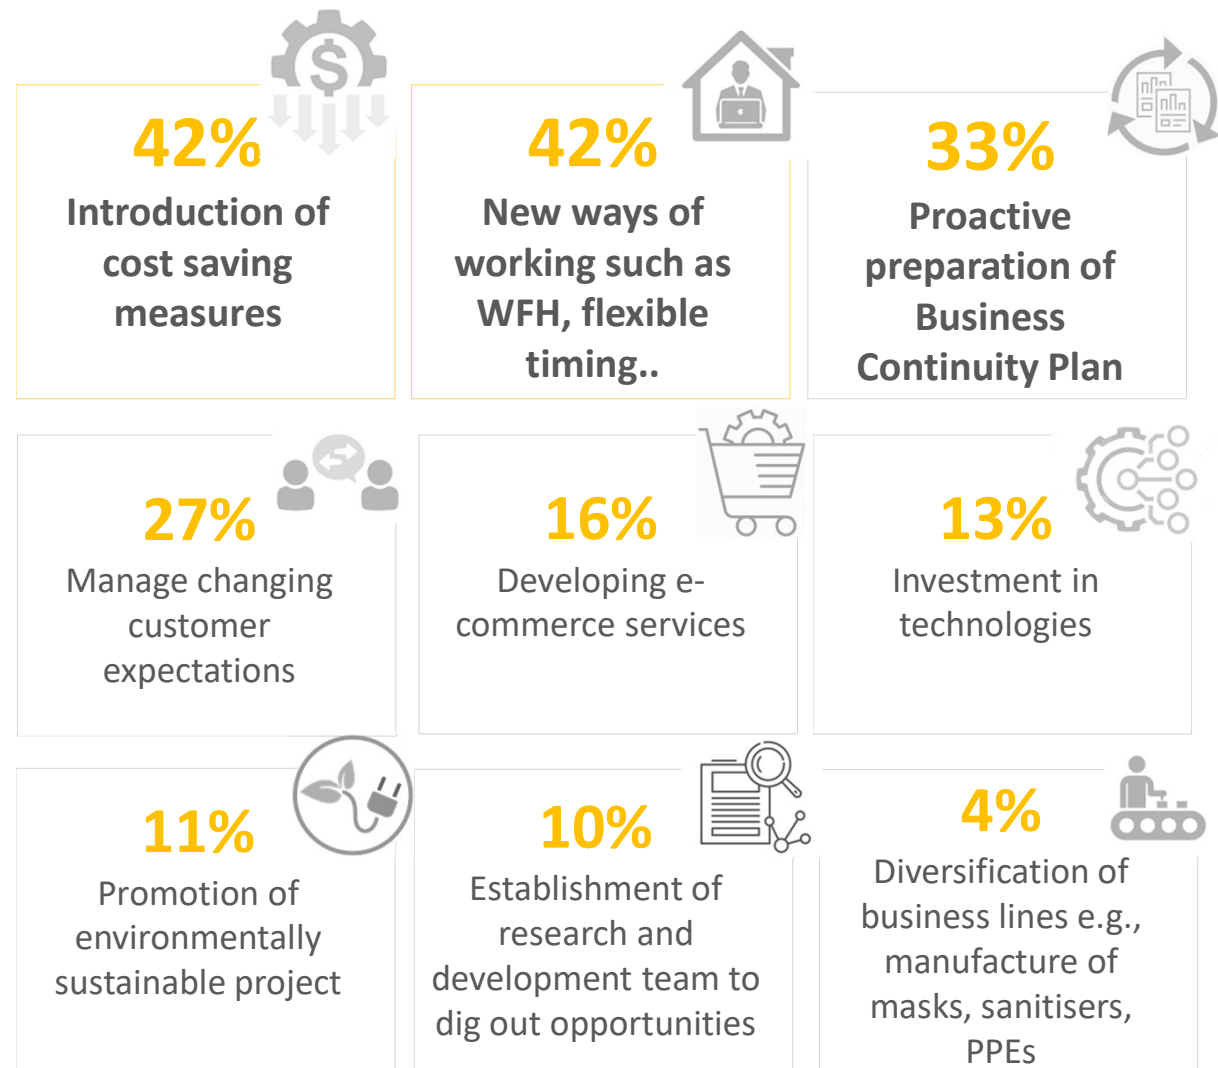 42%
Introduction of
cost saving
measures
42%
New ways of
working such as
WFH, flexible
timing..
33%
Proactive
preparation of
Business
Continuity Plan
27%
Manage changing
customer
expectations
16%
Developing e-
commerce services
13%
Investment in
technologies
11%
Promotion of
environmentally
sustainable project
10%
Establishment of
research and
development team to
dig out opportunities
4%
Diversification of
business lines e.g.,
manufacture of
masks, sanitisers,
PPEs